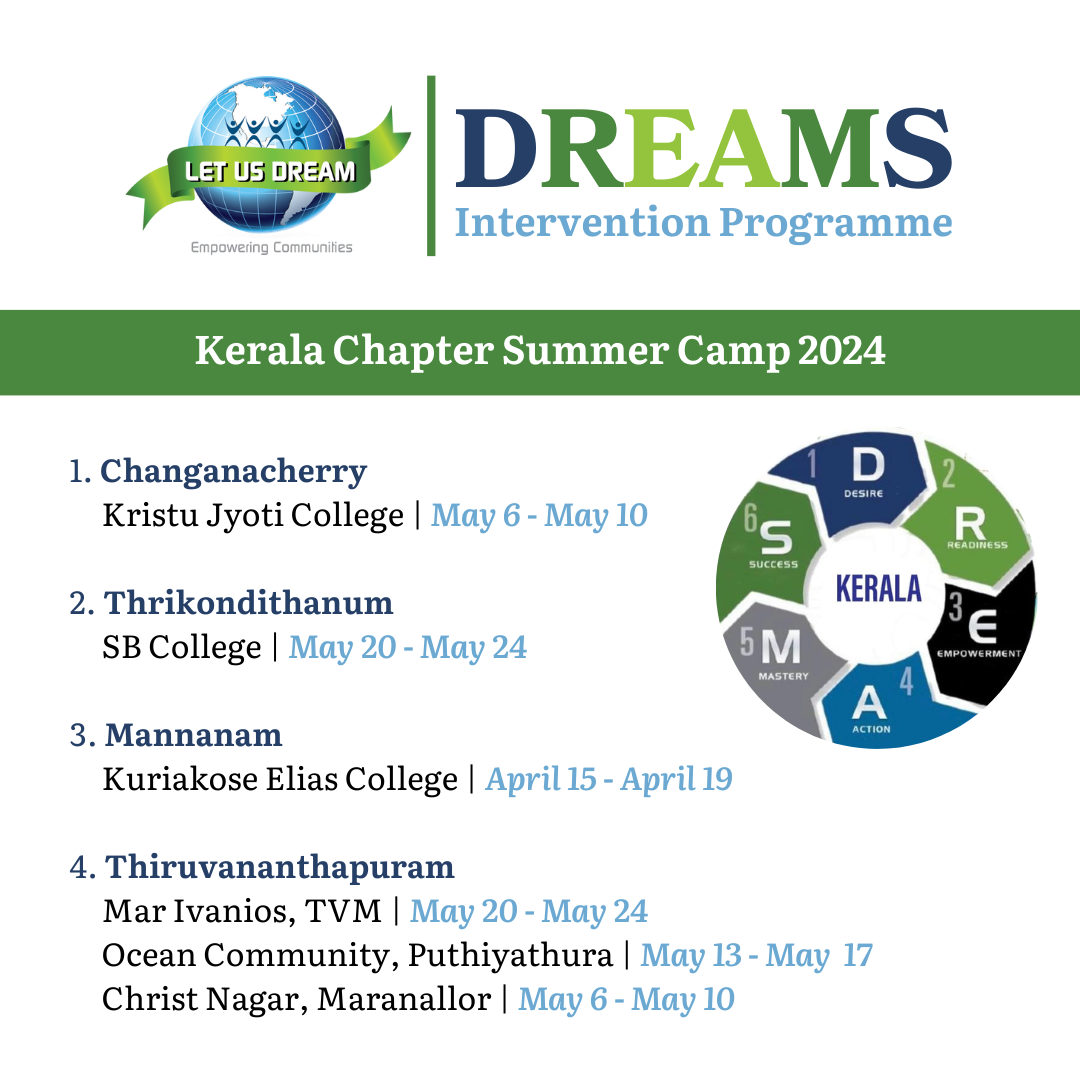 LET US DREAM
Empowering Communities
DREAMS
Intervention Programme
Kerala Chapter Summer Camp 2024
1. Changanacherry
Kristu Jyoti College | May 6 - May 10
2. Thrikondithanum
SB College | May 20 - May 24
3. Mannanam
Kuriakose Elias College | April 15 - April 19
4. Thiruvananthapuram
Mar Ivanios, TVM | May 20 - May 24
Ocean Community, Puthiyathura | May 13 - May  17
Christ Nagar, Maranallor | May 6 - May 10
1 D
DESIRE
2
R
READINESS
3 E
EMPOWERMENT
4
A
ACTION
5 M
MASTERY
6 S
SUCCESS
KERALA